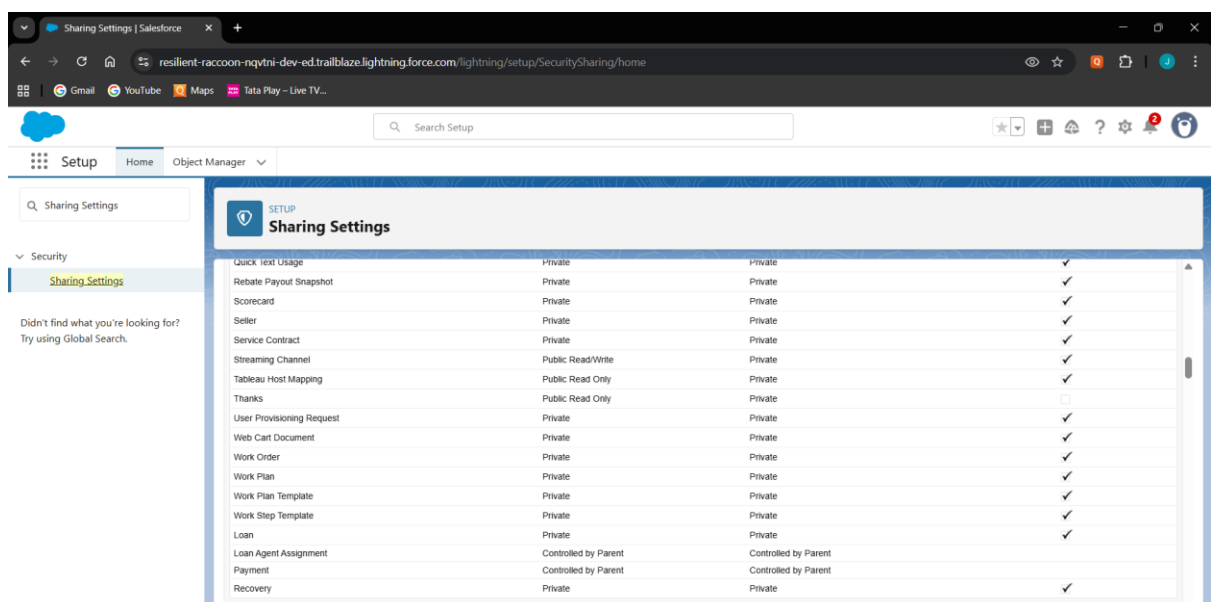 Sharing Settings | Salesforce
resilient-raccoon-nqvtni-dev-ed.trailblaze.lightning.force.com/lightning/setup/SecuritySharing/home
Gmail YouTube Maps Tata Play – Live TV...
Search Setup
2
Setup Home Object Manager
Sharing Settings
SETUP
Sharing Settings
Security
Sharing Settings
Didn't find what you're looking for?
Try using Global Search.
Quick Text Usage Private Private
Rebate Payout Snapshot Private Private
Scorecard Private Private
Seller Private Private
Service Contract Private Private
Streaming Channel Public Read/Write Private
Tableau Host Mapping Public Read Only Private
Thanks Public Read Only Private
User Provisioning Request Private Private
Web Cart Document Private Private
Work Order Private Private
Work Plan Private Private
Work Plan Template Private Private
Work Step Template Private Private
Loan Private Private
Loan Agent Assignment Controlled by Parent Controlled by Parent
Payment Controlled by Parent Controlled by Parent
Recovery Private Private